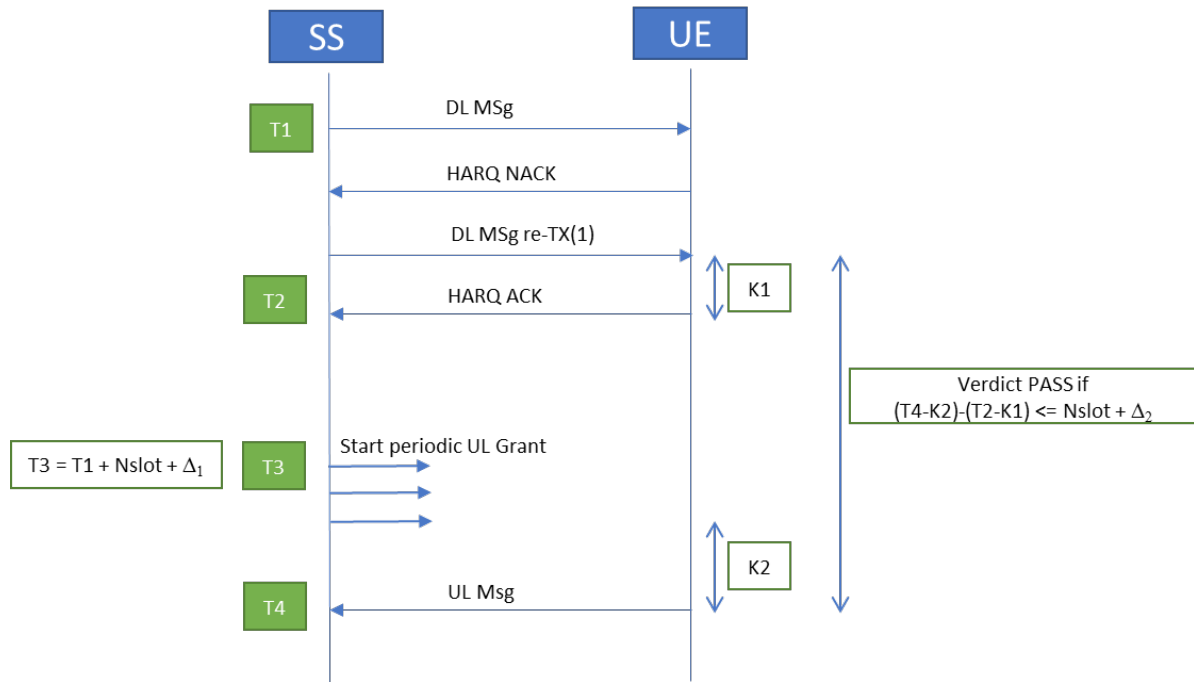 SS
UE
DL MSg
T1
HARQ NACK
DL MSg re-TX(1)
K1
T2
HARQ ACK
Verdict PASS if
(T4-K2)-(T2-K1) <= Nslot + Δ₂
Start periodic UL Grant
T3 = T1 + Nslot + Δ₁
T3
K2
UL Msg
T4